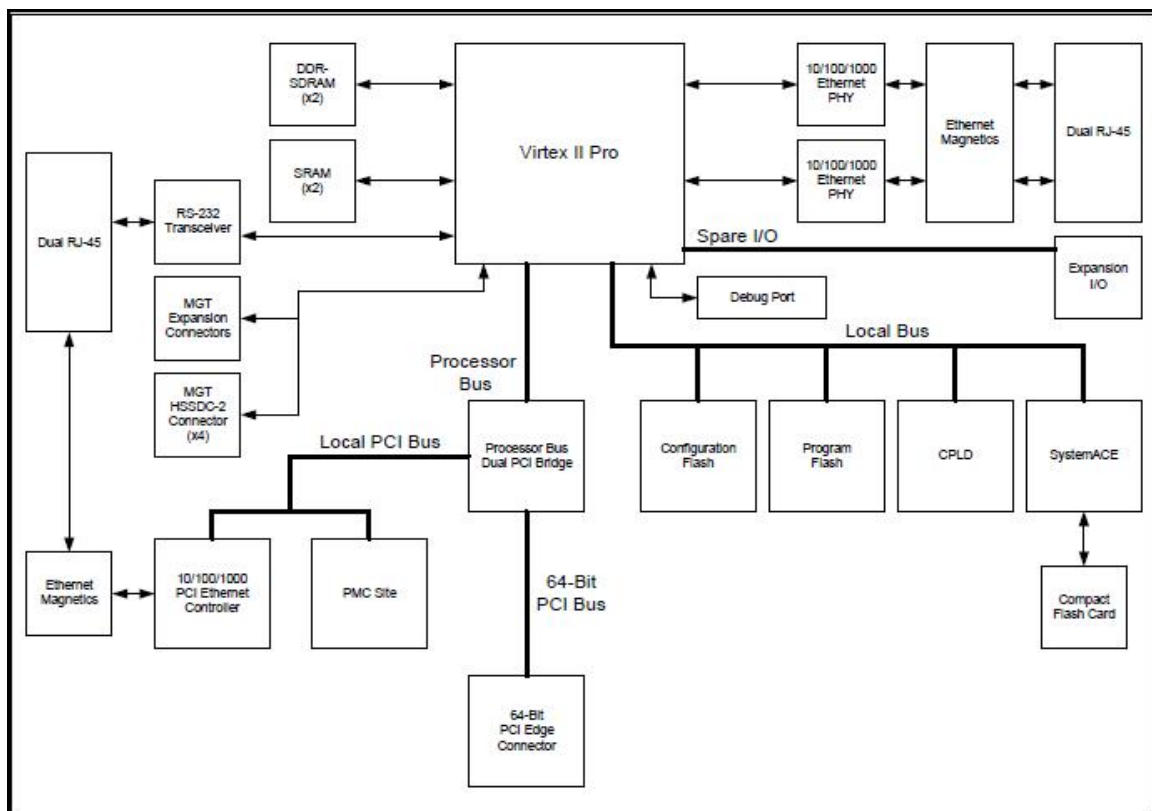 DDR-
SDRAM
(x2)
Virtex II Pro
10/100/1000
Ethernet
PHY
Ethernet
Magnetics
Dual RJ-45
SRAM
(x2)
10/100/1000
Ethernet
PHY
Dual RJ-45
RS-232
Transceiver
Spare I/O
Expansion
I/O
MGT
Expansion
Connectors
Debug Port
Local Bus
Processor
Bus
MGT
HSSDC-2
Connector
(x4)
Local PCI Bus
Processor Bus
Dual PCI Bridge
Configuration
Flash
Program
Flash
CPLD
SystemACE
Ethernet
Magnetics
10/100/1000
PCI Ethernet
Controller
PMC Site
64-Bit
PCI Bus
Compact
Flash Card
64-Bit
PCI Edge
Connector